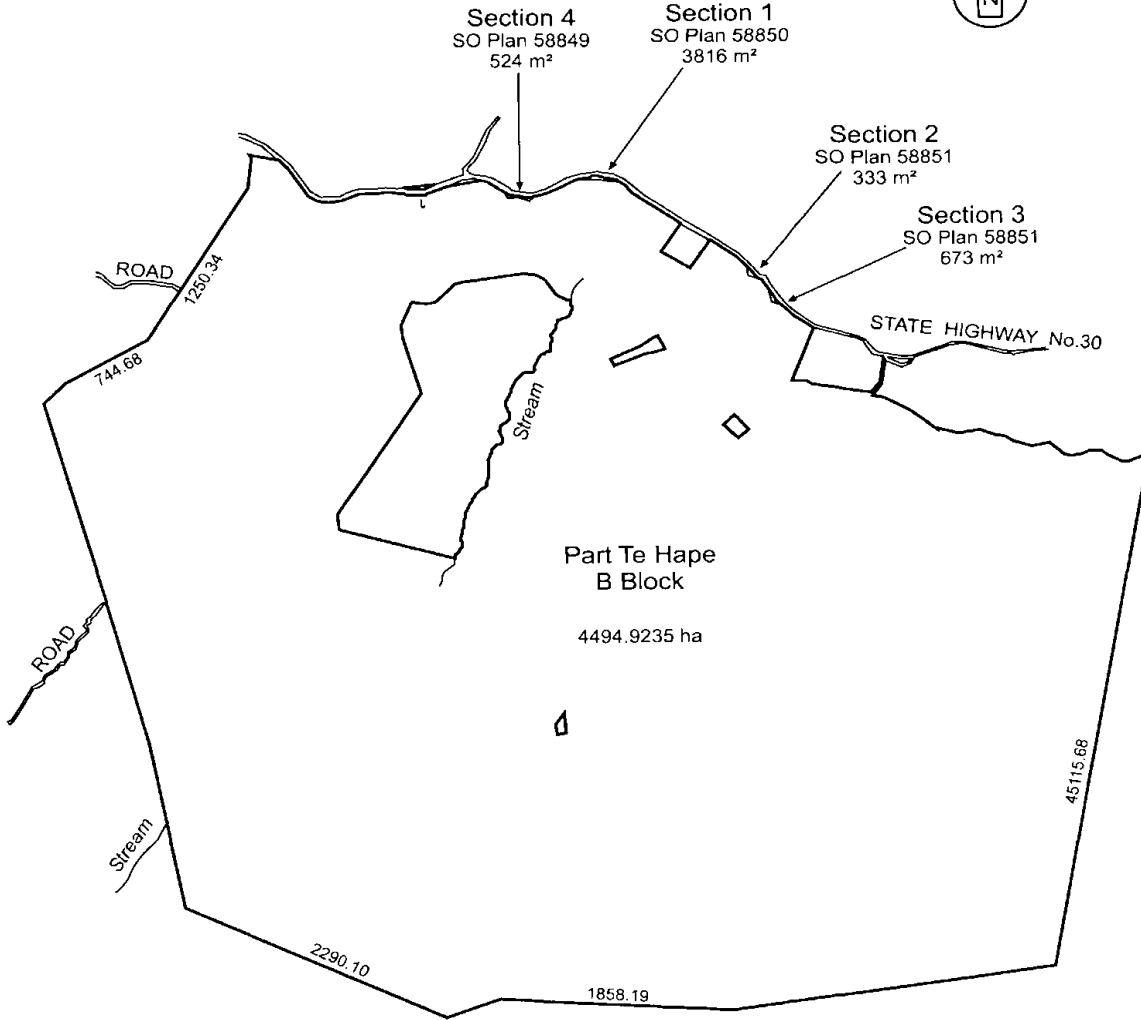 Section 4
SO Plan 58849
524 m²
Section 1
SO Plan 58850
3816 m²
Section 2
SO Plan 58851
333 m²
Section 3
SO Plan 58851
673 m²
ROAD
1250.34
744.68
STATE HIGHWAY No.30
Stream
Part Te Hape
B Block
4494.9235 ha
ROAD
45115.68
Stream
2290.10
1858.19